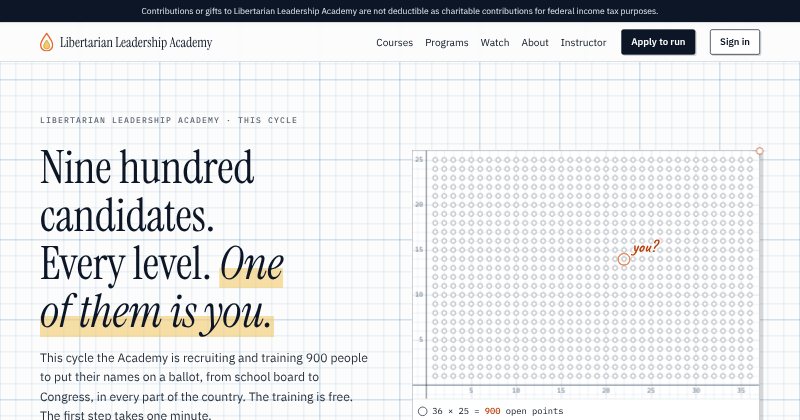 Contributions or gifts to Libertarian Leadership Academy are not deductible as charitable contributions for federal income tax purposes.
Libertarian Leadership Academy
Courses Programs Watch About Instructor Apply to run Sign in
LIBERTARIAN LEADERSHIP ACADEMY · THIS CYCLE
Nine hundred
candidates.
Every level. One
of them is you.
This cycle the Academy is recruiting and training 900 people
to put their names on a ballot, from school board to
Congress, in every part of the country. The training is free.
The first step takes one minute.
25
20
15
10
5
you?
5 10 15 20 25 30 35
36 × 25 = 900 open points